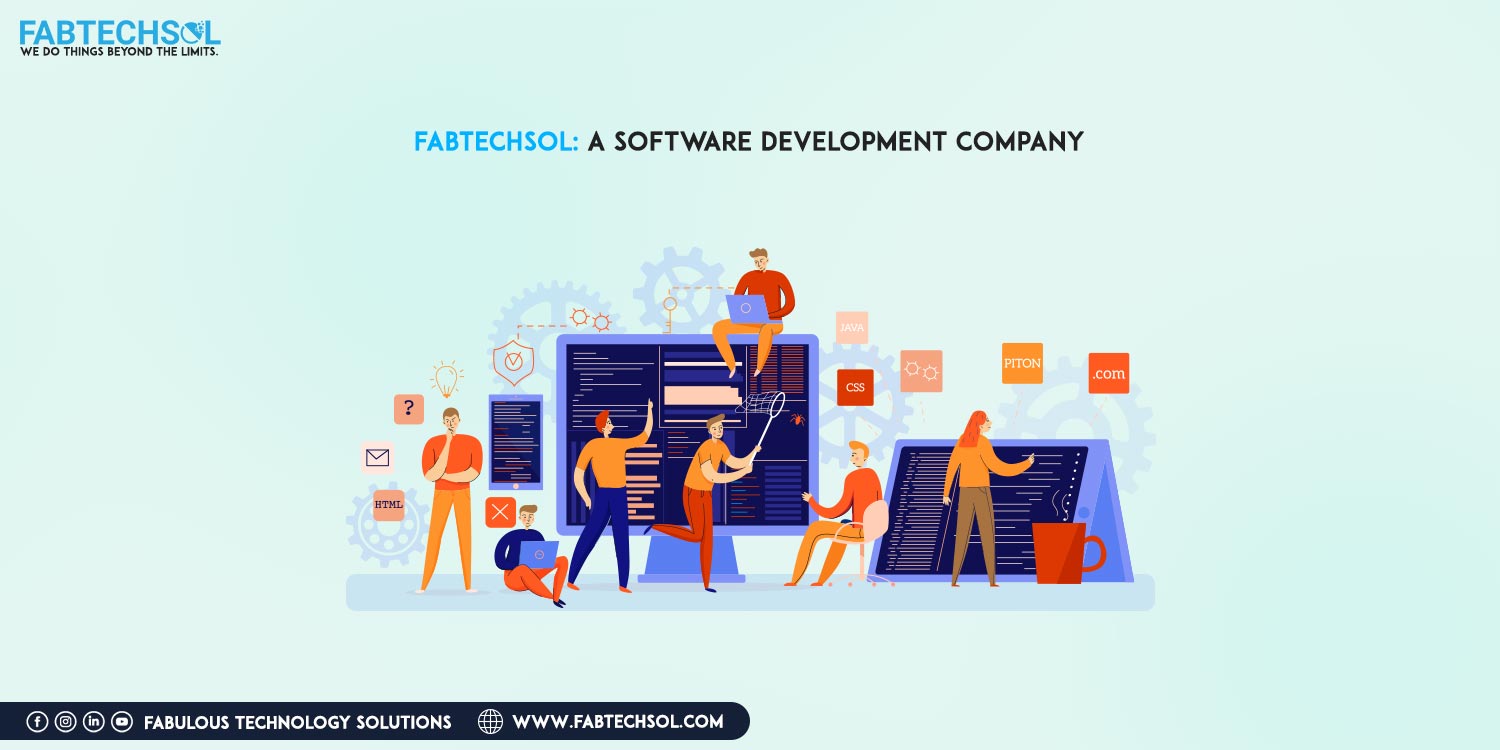 FABTECHSOL
WE DO THINGS BEYOND THE LIMITS.
FABTECHSOL: A SOFTWARE DEVELOPMENT COMPANY
JAVA
PITON
.com
CSS
?
HTML
FABULOUS TECHNOLOGY SOLUTIONS
WWW.FABTECHSOL.COM